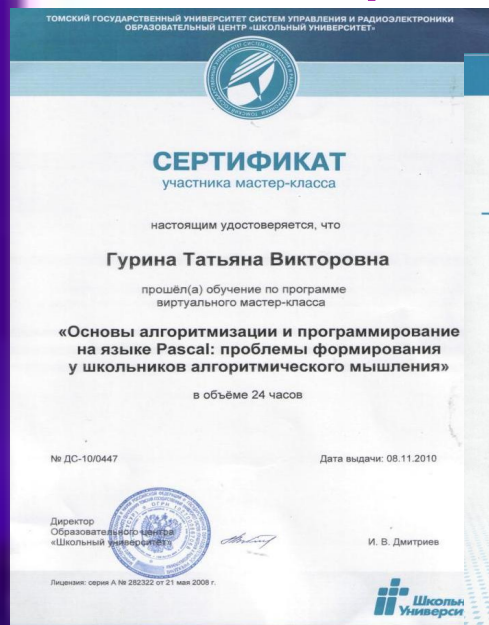 ТОМСКИЙ ГОСУДАРСТВЕННЫЙ УНИВЕРСИТЕТ СИСТЕМ УПРАВЛЕНИЯ И РАДИОЭЛЕКТРОНИКИ
ОБРАЗОВАТЕЛЬНЫЙ ЦЕНТР «ШКОЛЬНЫЙ УНИВЕРСИТЕТ»
СЕРТИФИКАТ
участника мастер-класса
настоящим удостоверяется, что
Гурина Татьяна Викторовна
прошёл(а) обучение по программе
виртуального мастер-класса
«Основы алгоритмизации и программирование
на языке Pascal: проблемы формирования
у школьников алгоритмического мышления»
в объёме 24 часов
№ ДС-10/0447
Дата выдачи: 08.11.2010
Директор
Образовательного центра
«Школьный университет»
И. В. Дмитриев
Лицензия: серия А № 282322 от 21 мая 2008 г.
Школьн
Универси